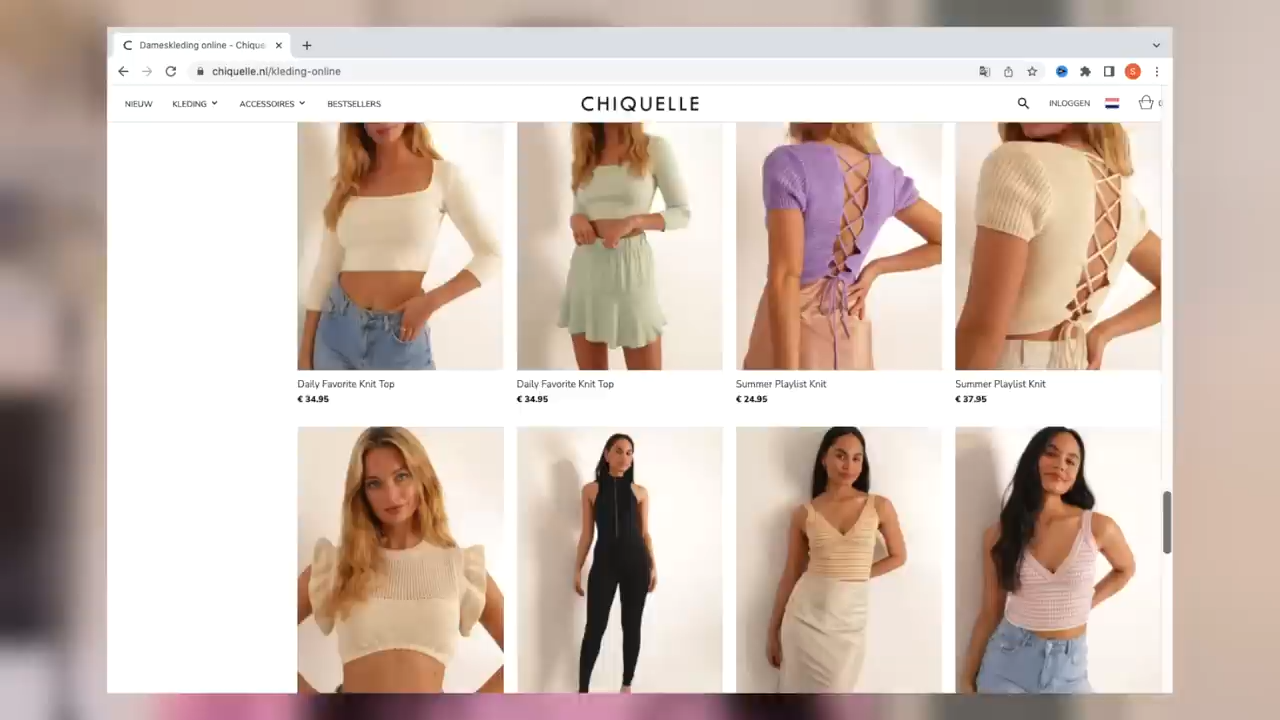 Dameskleding online - Chique
chiquelle.nl/kleding-online
S
NIEUW KLEDING ACCESSOIRES BESTSELLERS CHIQUELLE INLOGGEN 0
Daily Favorite Knit Top Daily Favorite Knit Top Summer Playlist Knit Summer Playlist Knit
€ 34.95 € 34.95 € 24.95 € 37.95